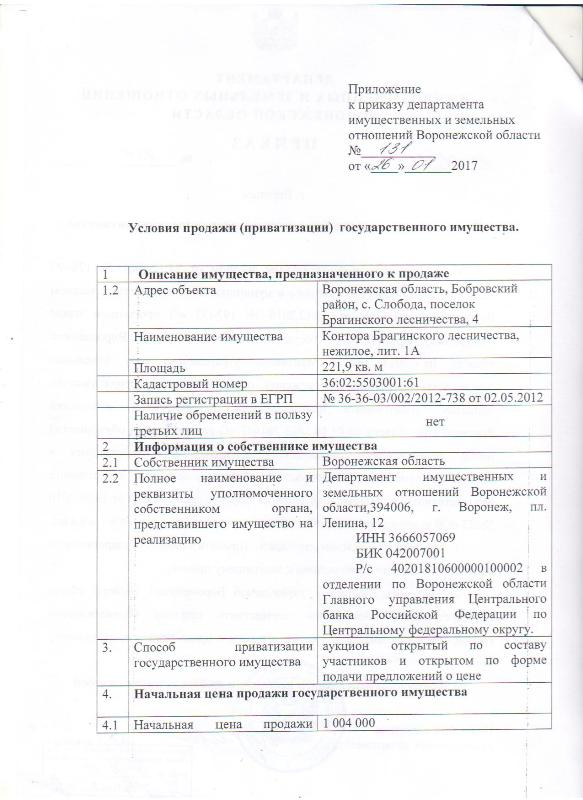 Приложение
к приказу департамента
имущественных и земельных
отношений Воронежской области
№ 131
от «26» 01 2017
Условия продажи (приватизации) государственного имущества.
1 Описание имущества, предназначенного к продаже
1.2 Адрес объекта Воронежская область, Бобровский
район, с. Слобода, поселок
Брагинского лесничества, 4
Наименование имущества Контора Брагинского лесничества,
нежилое, лит. 1А
Площадь 221,9 кв. м
Кадастровый номер 36:02:5503001:61
Запись регистрации в ЕГРП № 36-36-03/002/2012-738 от 02.05.2012
Наличие обременений в пользу
третьих лиц нет
2 Информация о собственнике имущества
2.1 Собственник имущества Воронежская область
2.2 Полное наименование и
реквизиты уполномоченного
собственником органа,
представившего имущество на
реализацию
Департамент имущественных и
земельных отношений Воронежской
области,394006, г. Воронеж, пл.
Ленина, 12
ИНН 3666057069
БИК 042007001
Р/с 40201810600000100002 в
отделении по Воронежской области
Главного управления Центрального
банка Российской Федерации по
Центральному федеральному округу.
3. Способ приватизации
государственного имущества
аукцион открытый по составу
участников и открытом по форме
подачи предложений о цене
4. Начальная цена продажи государственного имущества
4.1 Начальная цена продажи 1 004 000